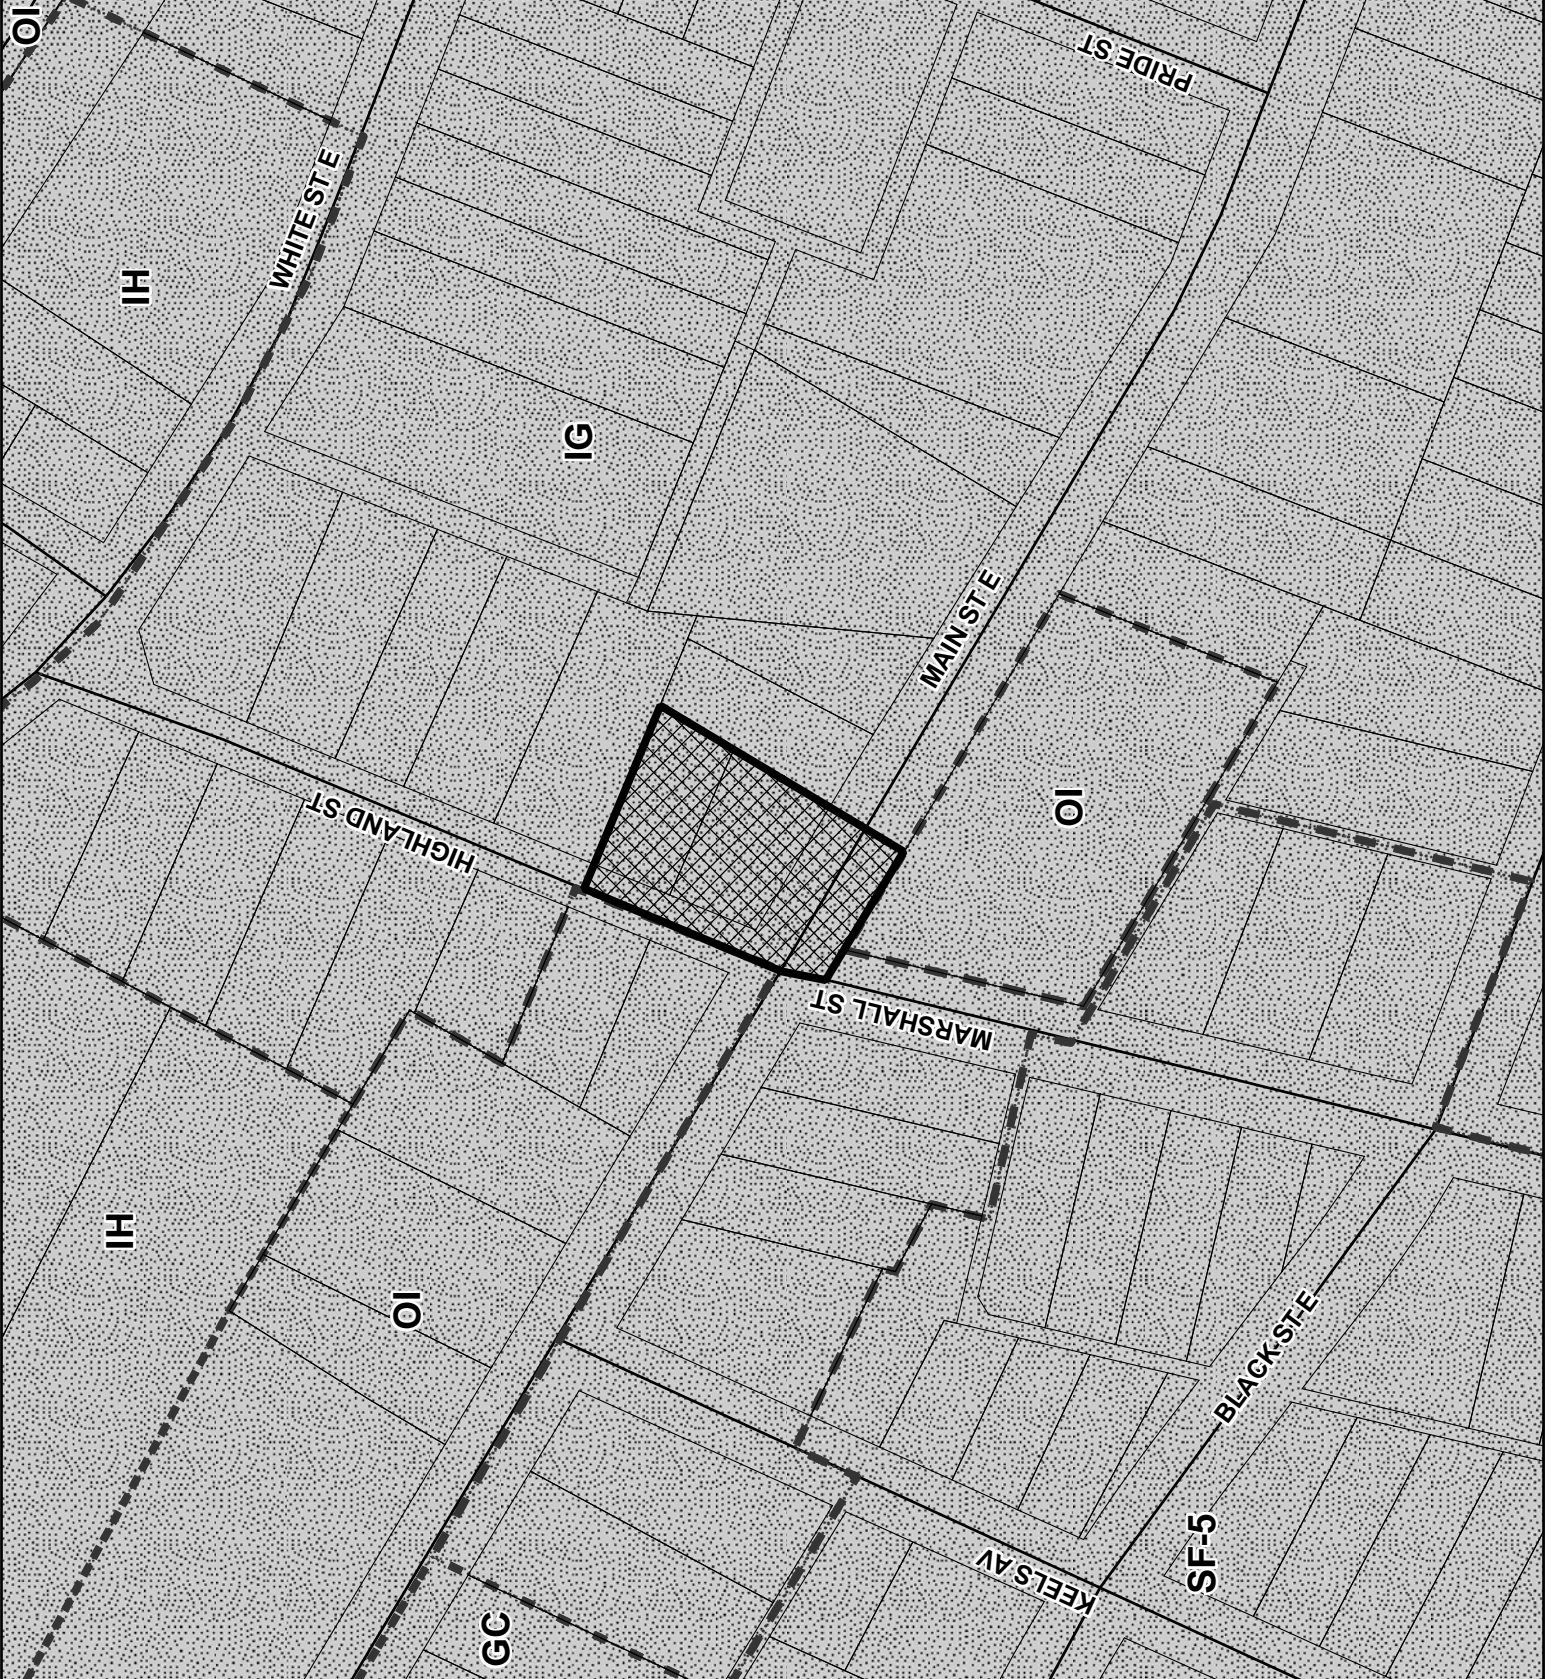 OI
PRIDE ST
WHITE ST E
IH
IG
MAIN ST E
OI
HIGHLAND ST
MARSHALL ST
IH
OI
BLACK ST E
SF-5
KEELS AV
GC